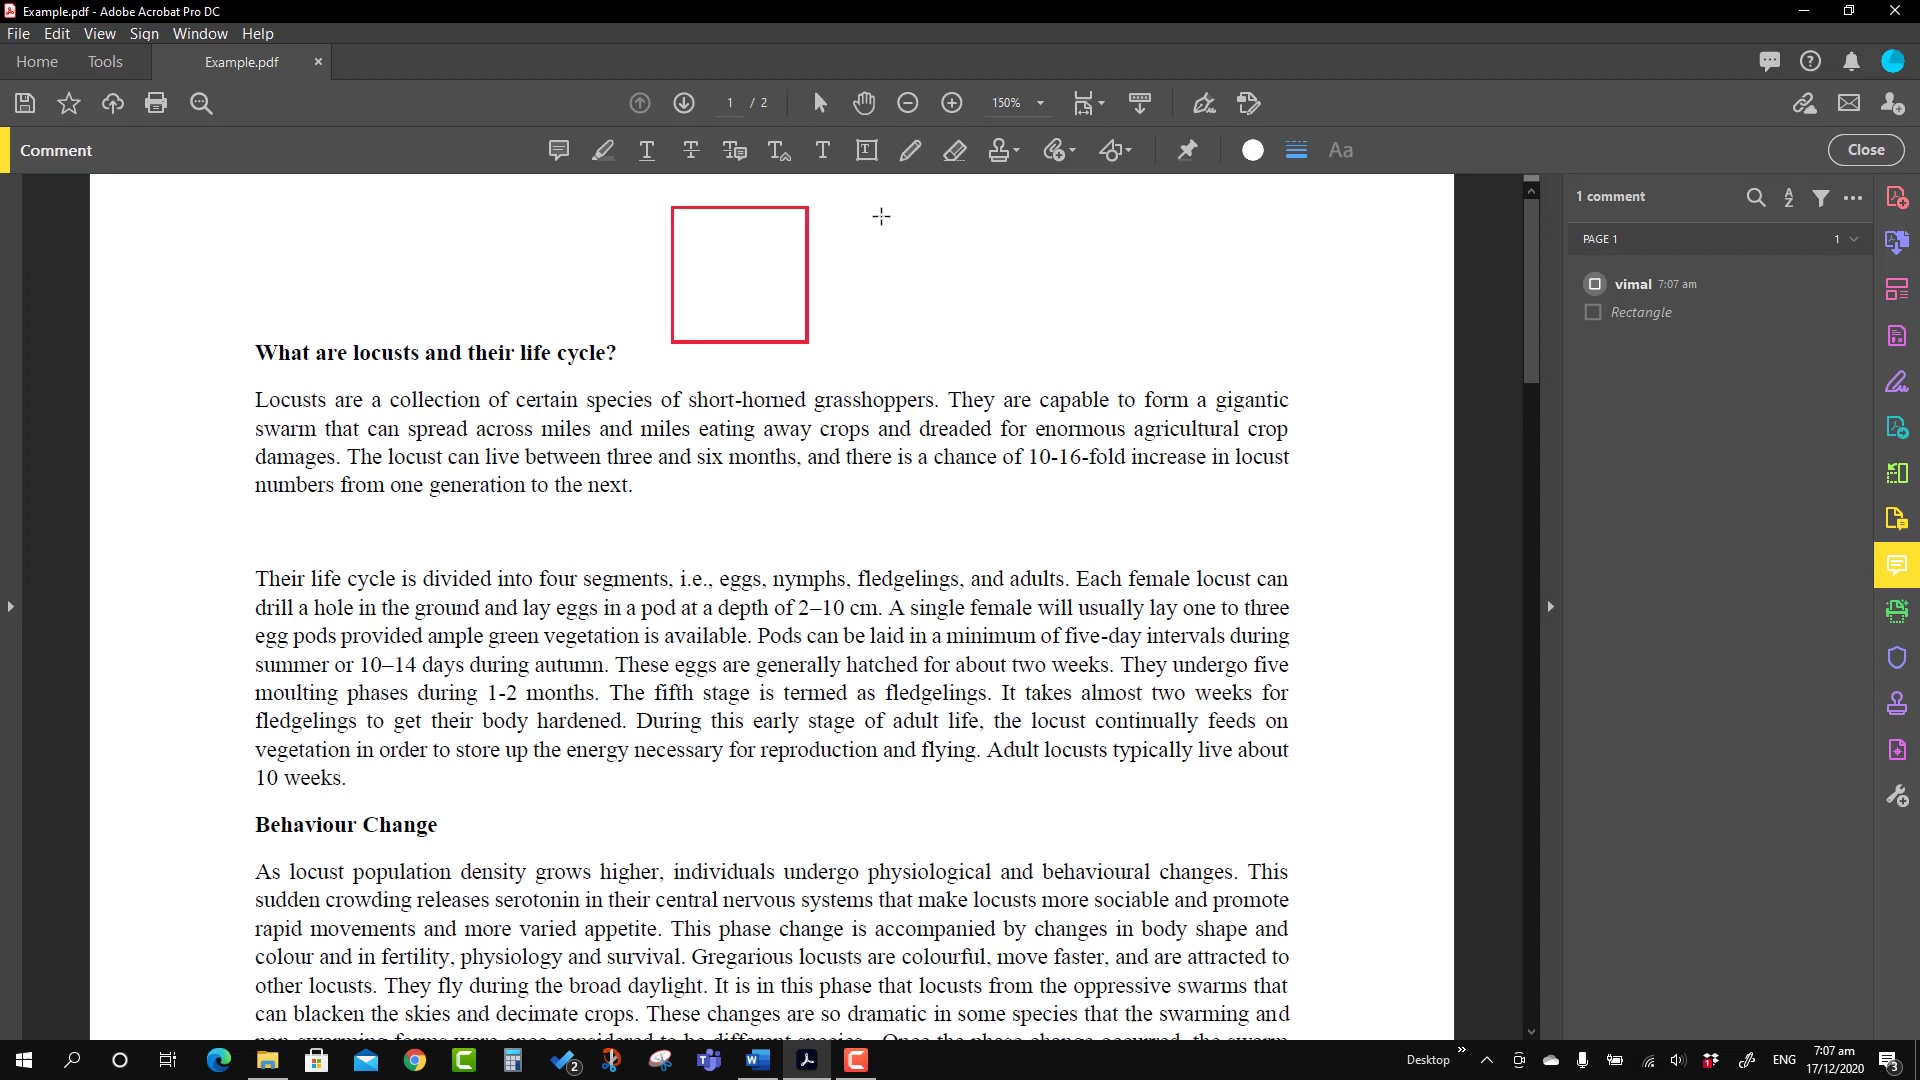 Example.pdf - Adobe Acrobat Pro DC
File Edit View Sign Window Help
Home Tools Example.pdf
1 / 2 150%
Comment Close
1 comment
PAGE 1 1
vimal 7:07 am
Rectangle
What are locusts and their life cycle?
Locusts are a collection of certain species of short-horned grasshoppers. They are capable to form a gigantic
swarm that can spread across miles and miles eating away crops and dreaded for enormous agricultural crop
damages. The locust can live between three and six months, and there is a chance of 10-16-fold increase in locust
numbers from one generation to the next.
Their life cycle is divided into four segments, i.e., eggs, nymphs, fledgelings, and adults. Each female locust can
drill a hole in the ground and lay eggs in a pod at a depth of 2–10 cm. A single female will usually lay one to three
egg pods provided ample green vegetation is available. Pods can be laid in a minimum of five-day intervals during
summer or 10–14 days during autumn. These eggs are generally hatched for about two weeks. They undergo five
moulting phases during 1-2 months. The fifth stage is termed as fledgelings. It takes almost two weeks for
fledgelings to get their body hardened. During this early stage of adult life, the locust continually feeds on
vegetation in order to store up the energy necessary for reproduction and flying. Adult locusts typically live about
10 weeks.
Behaviour Change
As locust population density grows higher, individuals undergo physiological and behavioural changes. This
sudden crowding releases serotonin in their central nervous systems that make locusts more sociable and promote
rapid movements and more varied appetite. This phase change is accompanied by changes in body shape and
colour and in fertility, physiology and survival. Gregarious locusts are colourful, move faster, and are attracted to
other locusts. They fly during the broad daylight. It is in this phase that locusts from the oppressive swarms that
can blacken the skies and decimate crops. These changes are so dramatic in some species that the swarming and
Desktop ENG 7:07 am
17/12/2020